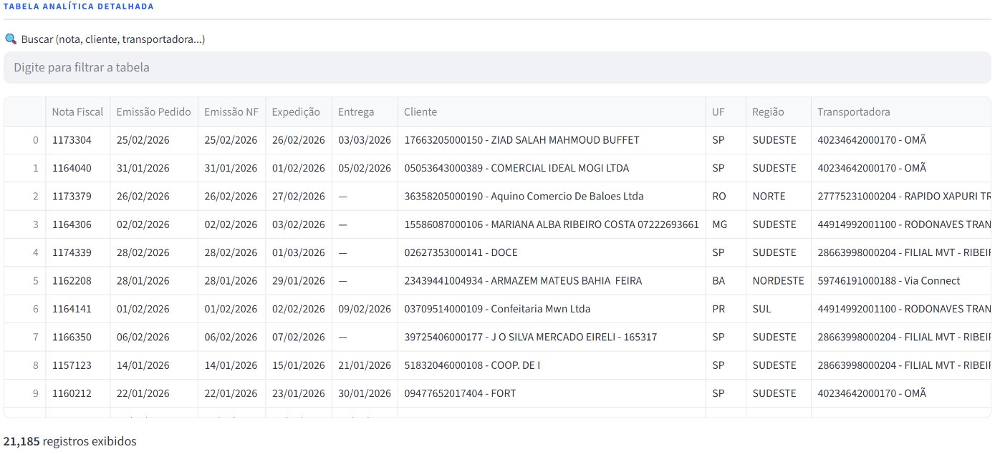 TABELA ANALÍTICA DETALHADA
Buscar (nota, cliente, transportadora...)
Digite para filtrar a tabela
Nota Fiscal Emissão Pedido Emissão NF Expedição Entrega Cliente UF Região Transportadora
0 1173304 25/02/2026 25/02/2026 26/02/2026 03/03/2026 17663205000150 - ZIAD SALAH MAHMOUD BUFFET SP SUDESTE 40234642000170 - OMÃ
1 1164040 31/01/2026 31/01/2026 01/02/2026 05/02/2026 05053643000389 - COMERCIAL IDEAL MOGI LTDA SP SUDESTE 40234642000170 - OMÃ
2 1173379 26/02/2026 26/02/2026 27/02/2026 — 36358205000190 - Aquino Comercio De Baloes Ltda RO NORTE 27775231000204 - RAPIDO XAPURI TR
3 1164306 02/02/2026 02/02/2026 03/02/2026 — 15586087000106 - MARIANA ALBA RIBEIRO COSTA 07222693661 MG SUDESTE 44914992001100 - RODONAVES TRAN
4 1174339 28/02/2026 28/02/2026 01/03/2026 — 02627353000141 - DOCE SP SUDESTE 28663998000204 - FILIAL MVT - RIBEI
5 1162208 28/01/2026 28/01/2026 29/01/2026 — 23439441004934 - ARMAZEM MATEUS BAHIA  FEIRA BA NORDESTE 59746191000188 - Via Connect
6 1164141 01/02/2026 01/02/2026 02/02/2026 09/02/2026 03709514000109 - Confeitaria Mwn Ltda PR SUL 44914992001100 - RODONAVES TRAN
7 1166350 06/02/2026 06/02/2026 07/02/2026 — 39725406000177 - J O SILVA MERCADO EIRELI - 165317 SP SUDESTE 28663998000204 - FILIAL MVT - RIBEI
8 1157123 14/01/2026 14/01/2026 15/01/2026 21/01/2026 51832046000108 - COOP. DE I SP SUDESTE 28663998000204 - FILIAL MVT - RIBEI
9 1160212 22/01/2026 22/01/2026 23/01/2026 30/01/2026 09477652017404 - FORT SP SUDESTE 40234642000170 - OMÃ
21,185 registros exibidos